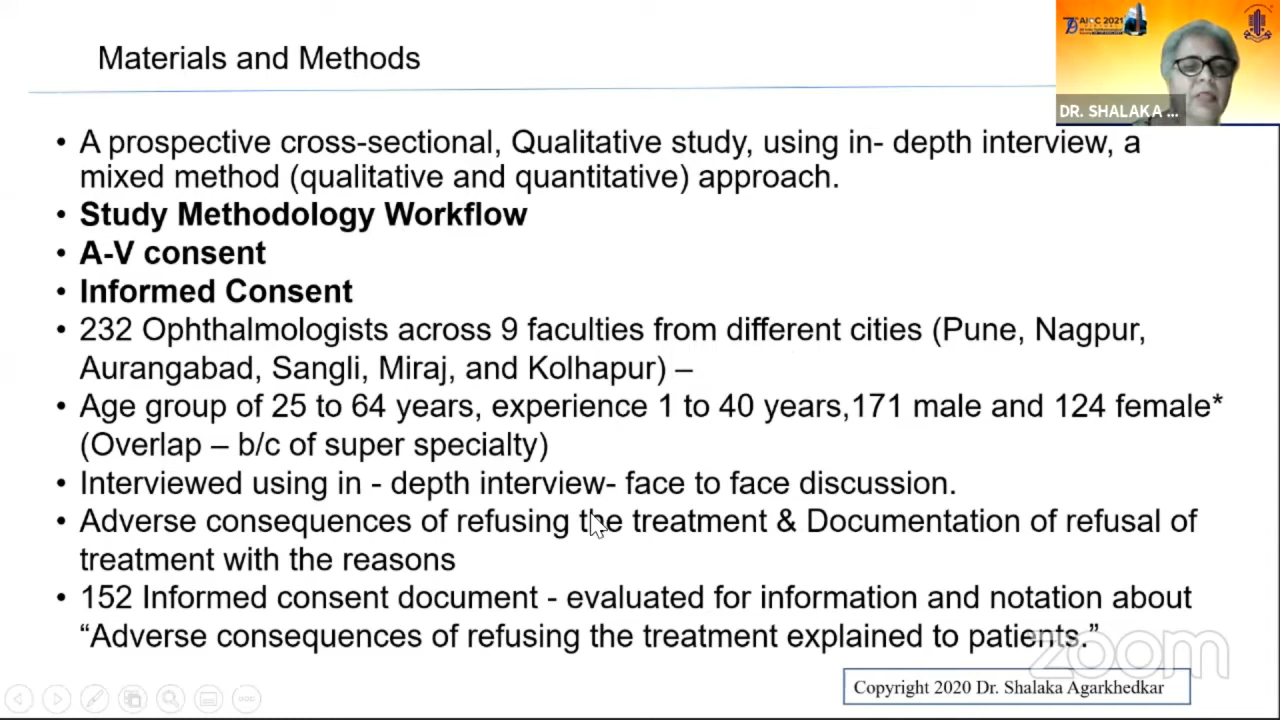 Materials and Methods
AIOC 2021
DR. SHALAKA ...
• A prospective cross-sectional, Qualitative study, using in- depth interview, a
mixed method (qualitative and quantitative) approach.
• Study Methodology Workflow
• A-V consent
• Informed Consent
• 232 Ophthalmologists across 9 faculties from different cities (Pune, Nagpur,
Aurangabad, Sangli, Miraj, and Kolhapur) –
• Age group of 25 to 64 years, experience 1 to 40 years,171 male and 124 female*
(Overlap – b/c of super specialty)
• Interviewed using in - depth interview- face to face discussion.
• Adverse consequences of refusing the treatment & Documentation of refusal of
treatment with the reasons
• 152 Informed consent document - evaluated for information and notation about
“Adverse consequences of refusing the treatment explained to patients.”
zoom
Copyright 2020 Dr. Shalaka Agarkhedkar